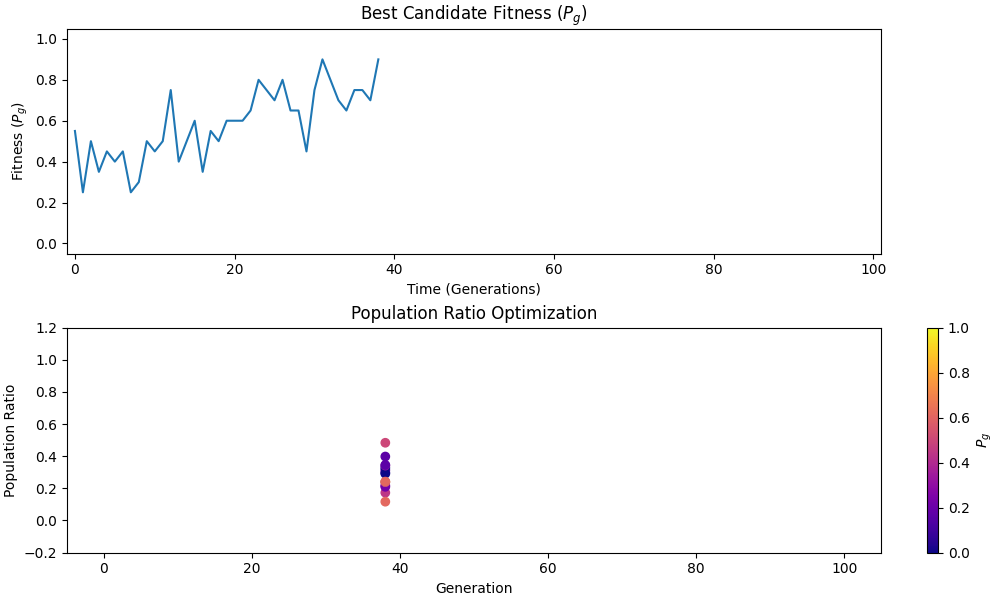 Best Candidate Fitness (P_g)
1.0
0.8
0.6
0.4
0.2
0.0
Fitness (P_g)
0 20 40 60 80 100
Time (Generations)
Population Ratio Optimization
1.2
1.0
0.8
0.6
0.4
0.2
0.0
−0.2
Population Ratio
0 20 40 60 80 100
Generation
1.0
0.8
0.6
0.4
0.2
0.0
P_g